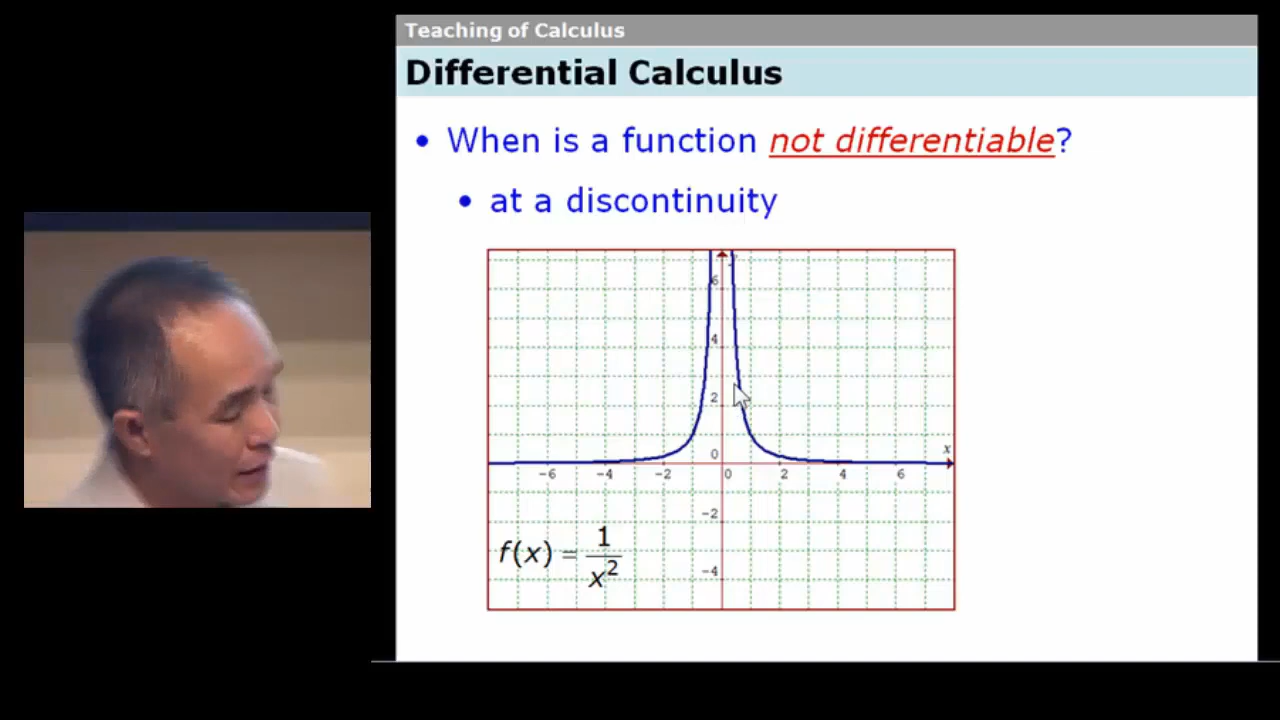 Teaching of Calculus
Differential Calculus
• When is a function not differentiable?
• at a discontinuity
6
4
2
0
x
-6 -4 -2 0 2 4 6
-2
-4
f(x) = 1/x²